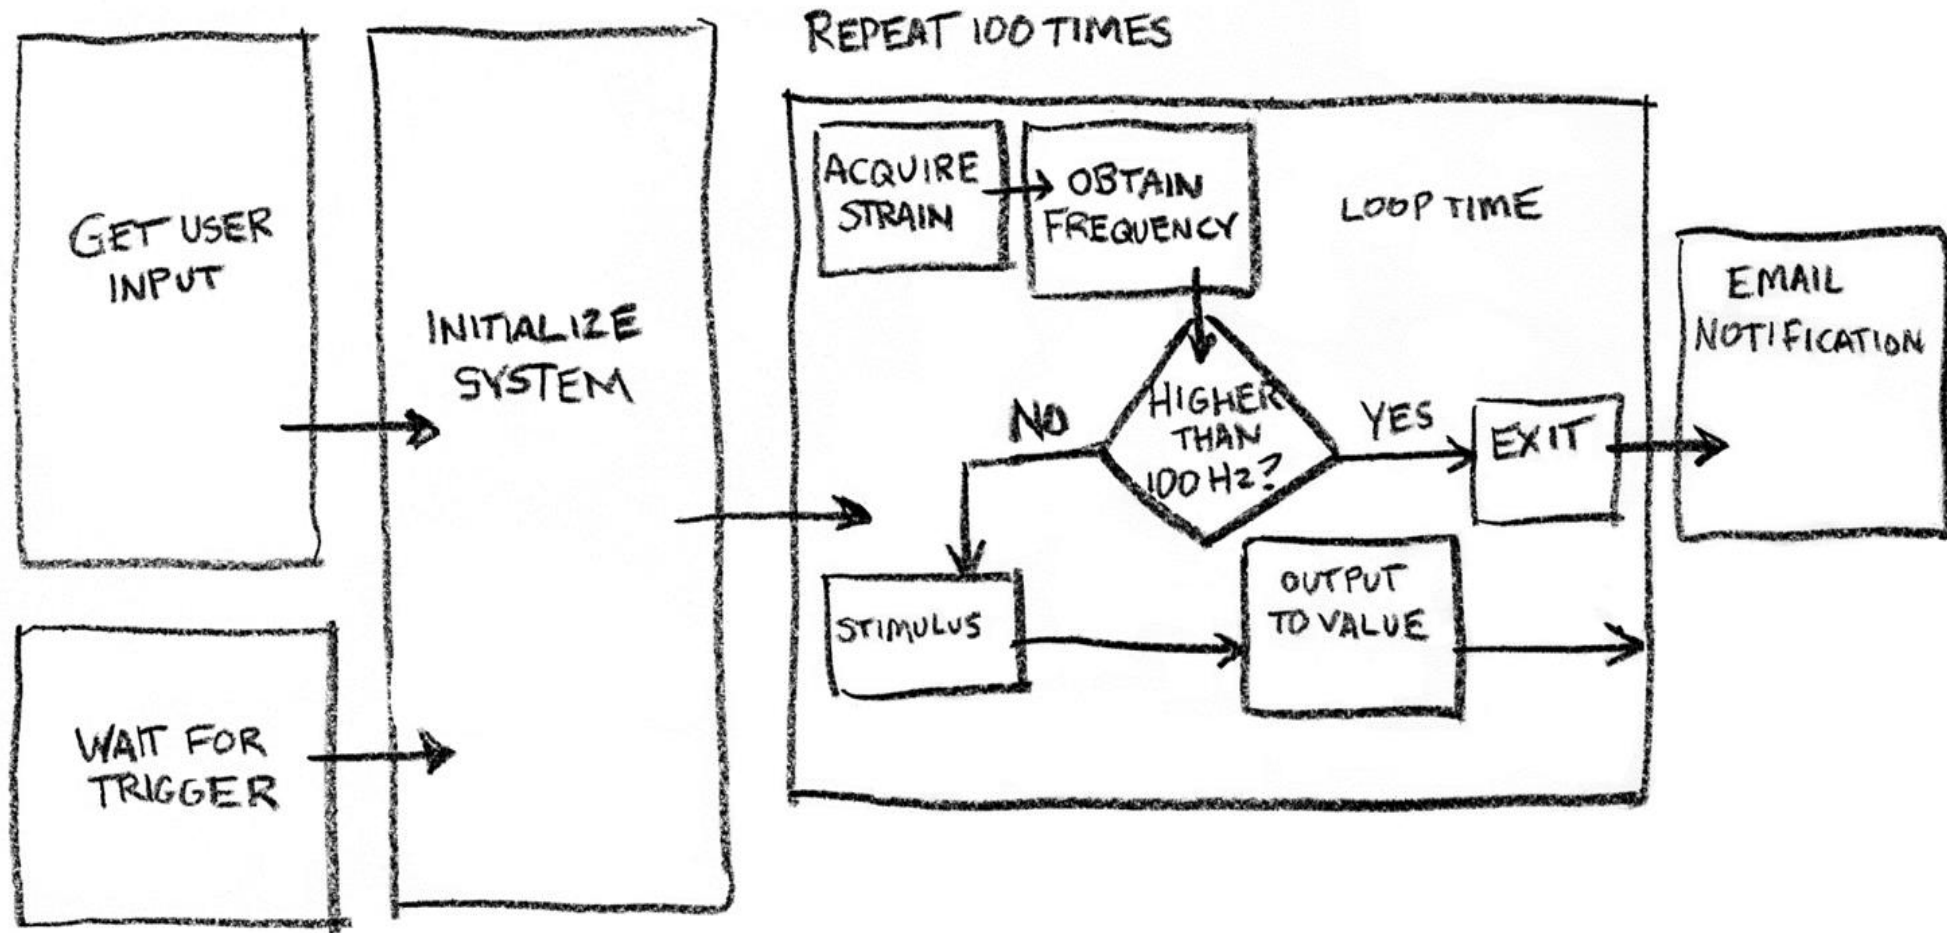 REPEAT 100 TIMES
GET USER
INPUT
INITIALIZE
SYSTEM
ACQUIRE
STRAIN
OBTAIN
FREQUENCY
LOOP TIME
HIGHER
THAN
100 Hz?
NO
YES
EXIT
EMAIL
NOTIFICATION
STIMULUS
OUTPUT
TO VALUE
WAIT FOR
TRIGGER